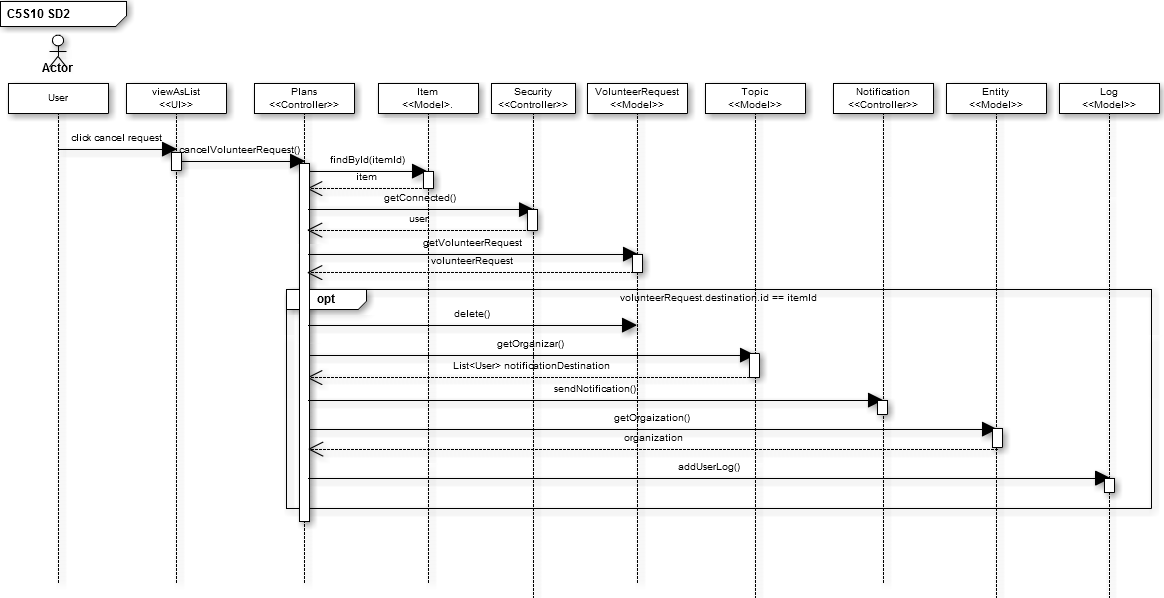 C5S10 SD2
Actor
User
viewAsList
<<UI>>
Plans
<<Controller>>
Item
<<Model>.
Security
<<Controller>>
VolunteerRequest
<<Model>>
Topic
<<Model>>
Notification
<<Controller>>
Entity
<<Model>>
Log
<<Model>>
click cancel request
cancelVolunteerRequest()
findById(itemId)
item
getConnected()
user
getVolunteerRequest
volunteerRequest
opt
volunteerRequest.destination.id == itemId
delete()
getOrganizar()
List<User> notificationDestination
sendNotification()
getOrgaization()
organization
addUserLog()